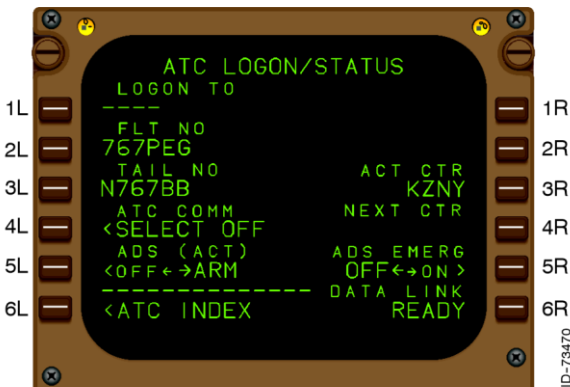 ATC LOGON/STATUS
LOGON TO
----
FLT NO
767PEG
TAIL NO ACT CTR
N767BB KZNY
ATC COMM NEXT CTR
<SELECT OFF
ADS (ACT) ADS EMERG
<OFF←→ARM OFF←→ON>
--------------- DATA LINK
<ATC INDEX READY
1L
2L
3L
4L
5L
6L
1R
2R
3R
4R
5R
6R
ID-73470